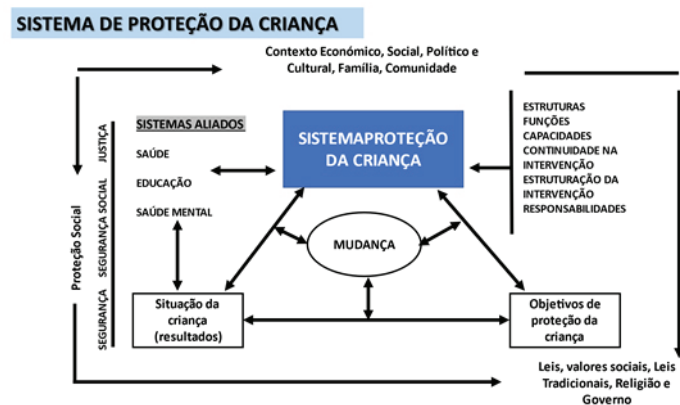 SISTEMA DE PROTEÇÃO DA CRIANÇA
Contexto Económico, Social, Político e
Cultural, Família, Comunidade
Proteção Social
JUSTIÇA
SEGURANÇA SOCIAL
SEGURANÇA
SISTEMAS ALIADOS
SAÚDE
EDUCAÇÃO
SAÚDE MENTAL
SISTEMAPROTEÇÃO
DA CRIANÇA
ESTRUTURAS
FUNÇÕES
CAPACIDADES
CONTINUIDADE NA
INTERVENÇÃO
ESTRUTURAÇÃO DA
INTERVENÇÃO
RESPONSABILIDADES
MUDANÇA
Situação da
criança
(resultados)
Objetivos de
proteção da
criança
Leis, valores sociais, Leis
Tradicionais, Religião e
Governo